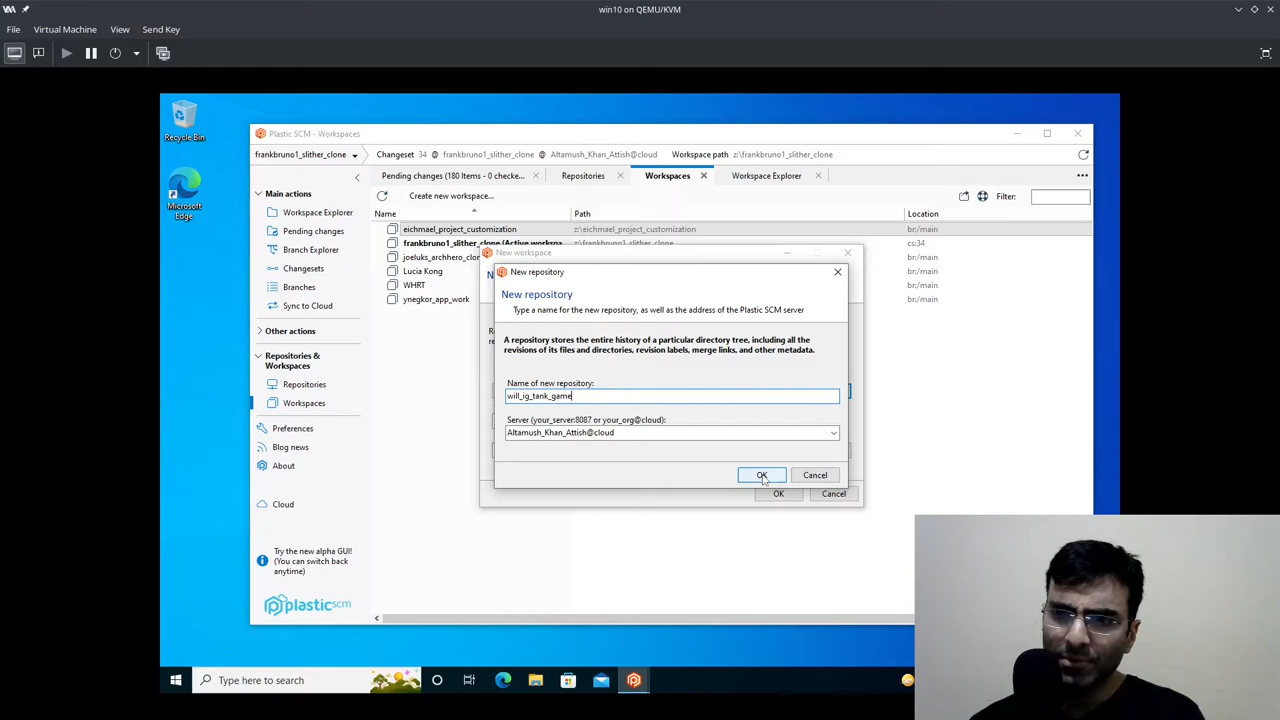 win10 on QEMU/KVM
File Virtual Machine View Send Key
Recycle Bin
Microsoft
Edge
Plastic SCM - Workspaces
frankbruno1_slither_clone
Changeset 34 @ frankbruno1_slither_clone @ Altamush_Khan_Attish@cloud Workspace path z:\frankbruno1_slither_clone
Main actions
Workspace Explorer
Pending changes
Branch Explorer
Changesets
Branches
Sync to Cloud
Other actions
Repositories &
Workspaces
Repositories
Workspaces
Preferences
Blog news
About
Cloud
Try the new alpha GUI!
(You can switch back
anytime)
plasticscm
Pending changes (180 Items - 0 checke... Repositories Workspaces Workspace Explorer
Create new workspace... Filter:
Name Path Location
eichmael_project_customization z:\eichmael_project_customization br:/main
frankbruno1_slither_clone (Active workspa z:\frankbruno1_slither_clone cs:34
joeluks_archhero_clon br:/main
Lucia Kong br:/main
WHRT br:/main
ynegkor_app_work br:/main
New workspace
N
Re
re
New repository
New repository
Type a name for the new repository, as well as the address of the Plastic SCM server
A repository stores the entire history of a particular directory tree, including all the
revisions of its files and directories, revision labels, merge links, and other metadata.
Name of new repository:
will_ig_tank_game
Server (your_server:8087 or your_org@cloud):
Altamush_Khan_Attish@cloud
OK Cancel
OK Cancel
Type here to search